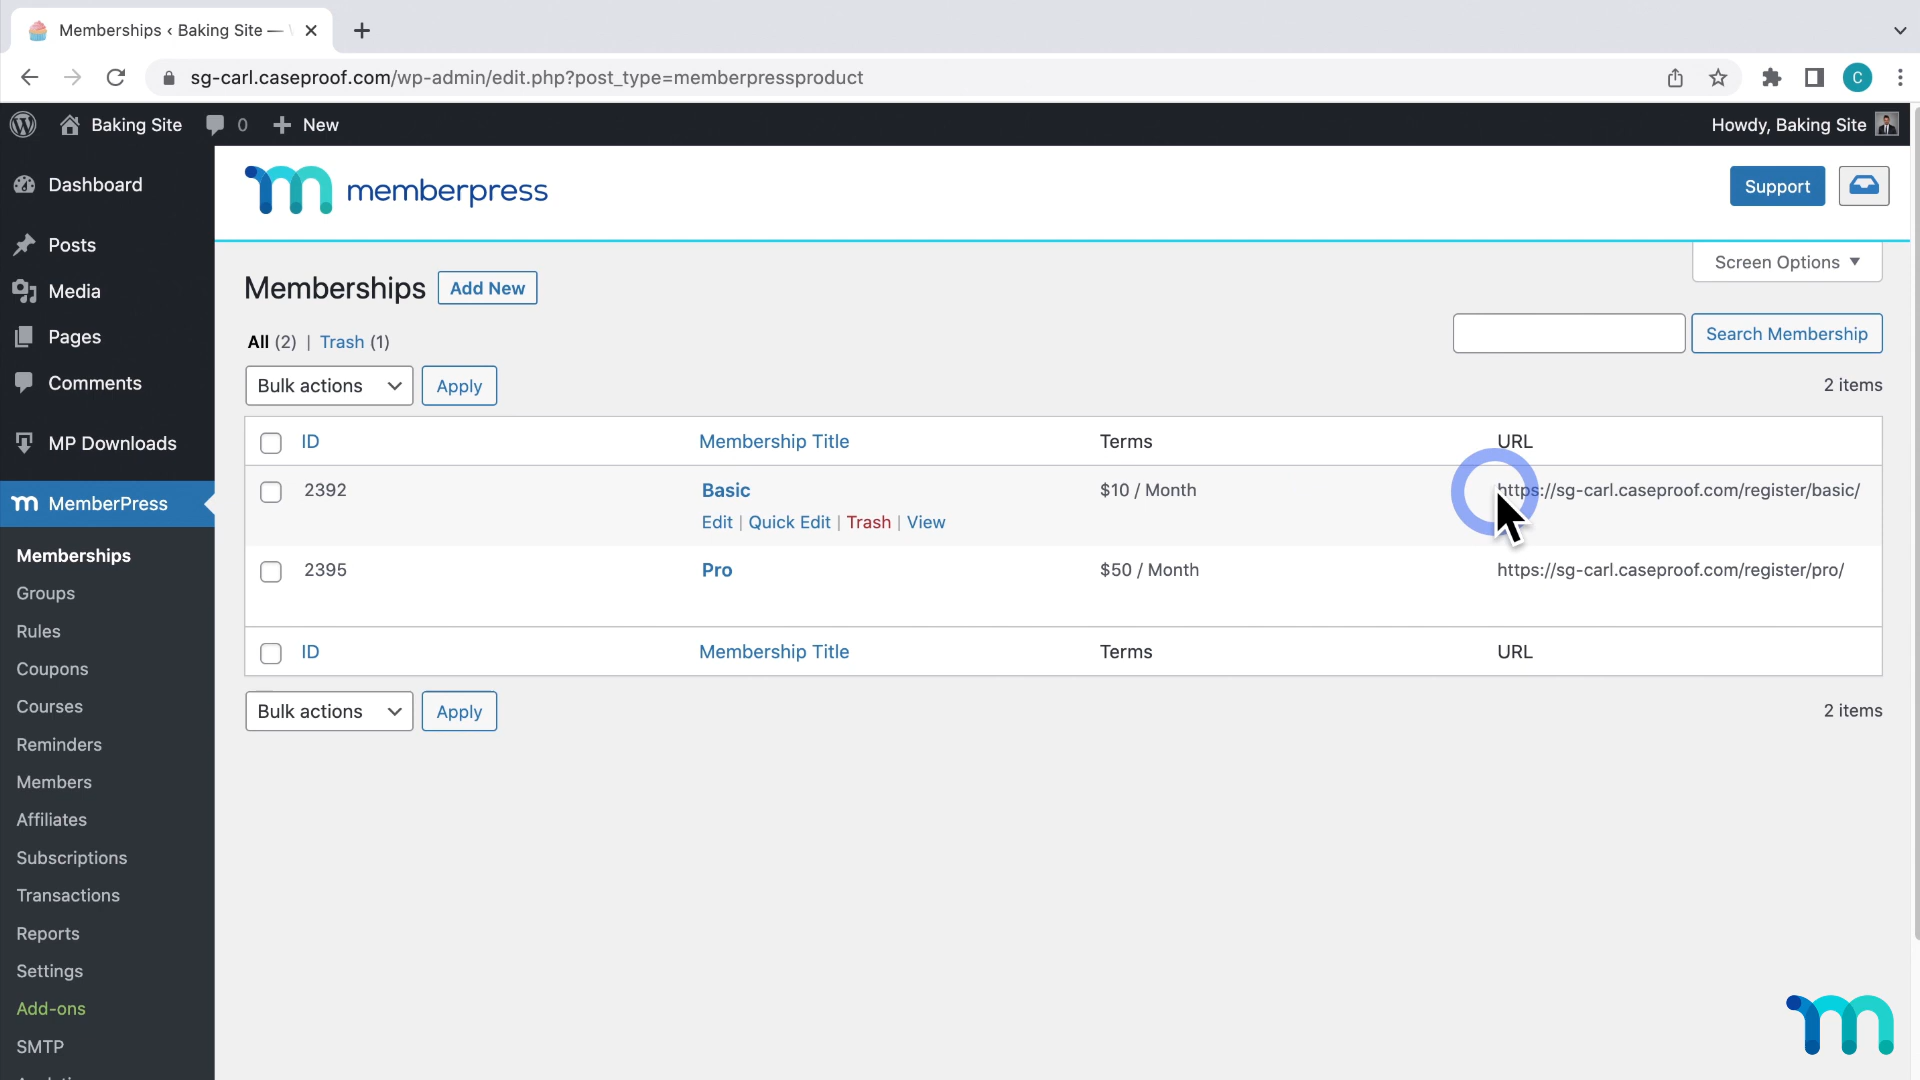 Memberships ‹ Baking Site —
sg-carl.caseproof.com/wp-admin/edit.php?post_type=memberpressproduct
C
Baking Site 0 + New
Howdy, Baking Site
Dashboard
Posts
Media
Pages
Comments
MP Downloads
MemberPress
Memberships
Groups
Rules
Coupons
Courses
Reminders
Members
Affiliates
Subscriptions
Transactions
Reports
Settings
Add-ons
SMTP
memberpress
Support
Screen Options ▼
Memberships Add New
All (2) | Trash (1)
Search Membership
Bulk actions Apply
2 items
ID Membership Title Terms URL
2392 Basic $10 / Month https://sg-carl.caseproof.com/register/basic/
Edit | Quick Edit | Trash | View
2395 Pro $50 / Month https://sg-carl.caseproof.com/register/pro/
ID Membership Title Terms URL
Bulk actions Apply
2 items